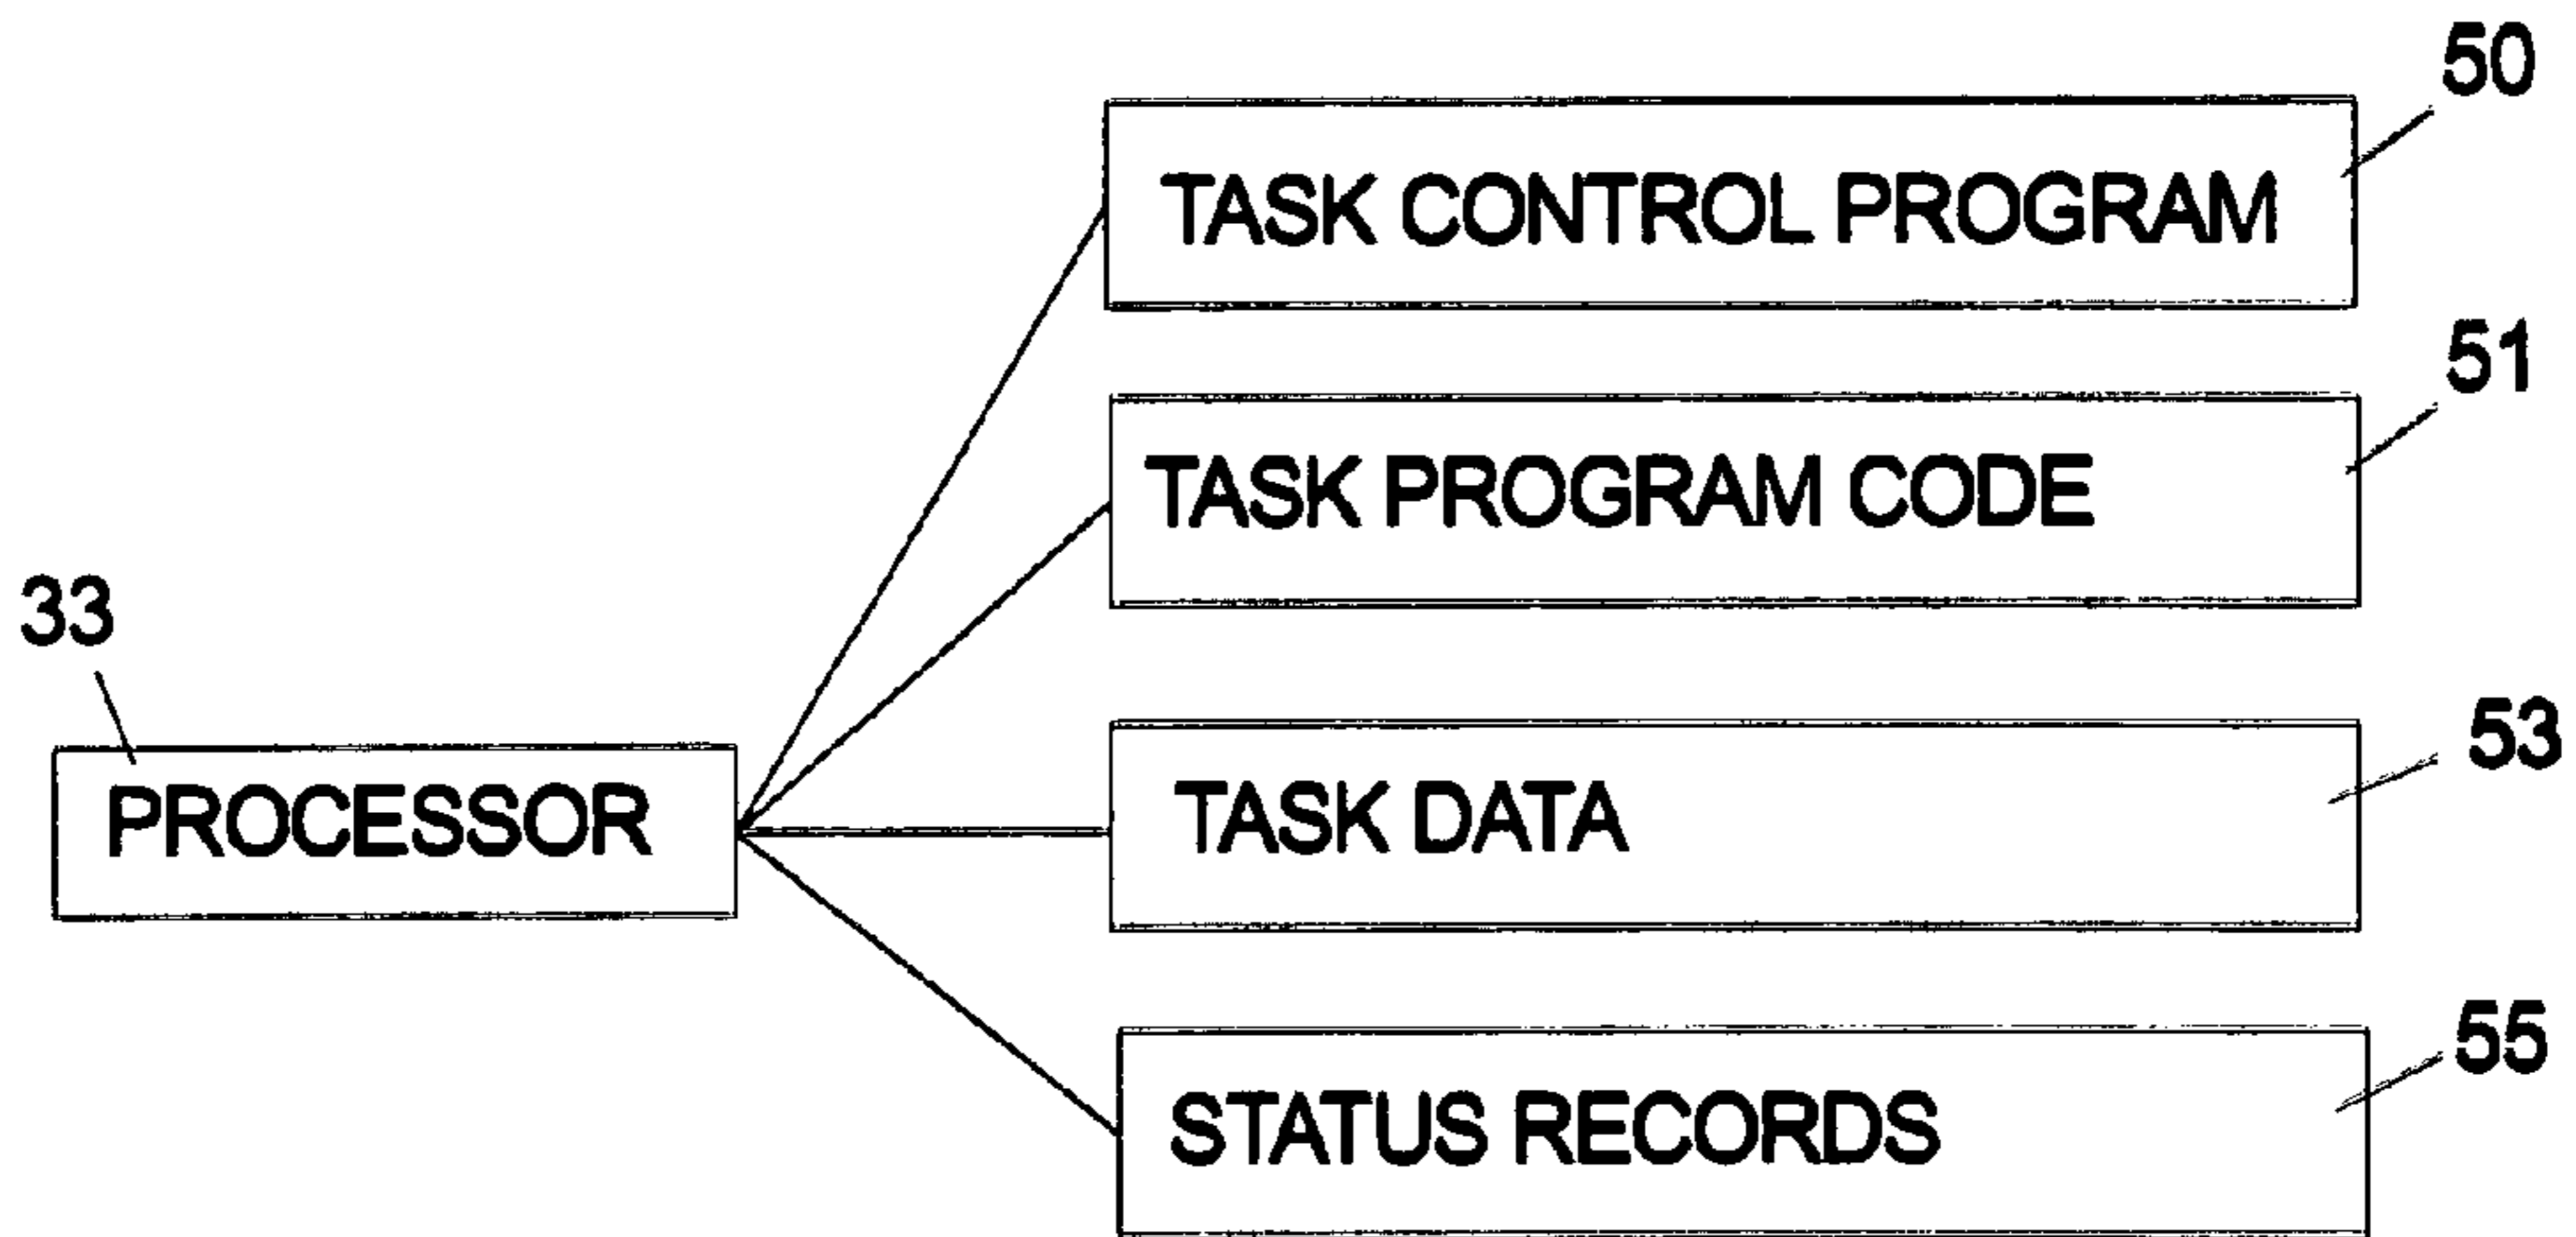 50
TASK CONTROL PROGRAM
51
TASK PROGRAM CODE
33
PROCESSOR
53
TASK DATA
55
STATUS RECORDS